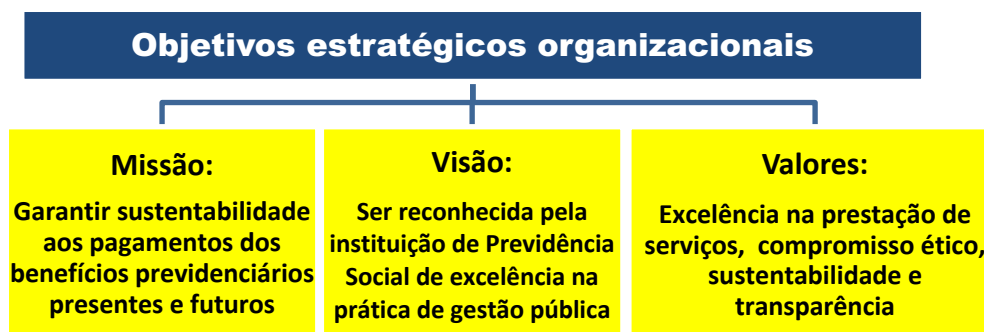 Objetivos estratégicos organizacionais
Missão:
Garantir sustentabilidade
aos pagamentos dos
benefícios previdenciários
presentes e futuros
Visão:
Ser reconhecida pela
instituição de Previdência
Social de excelência na
prática de gestão pública
Valores:
Excelência na prestação de
serviços, compromisso ético,
sustentabilidade e
transparência